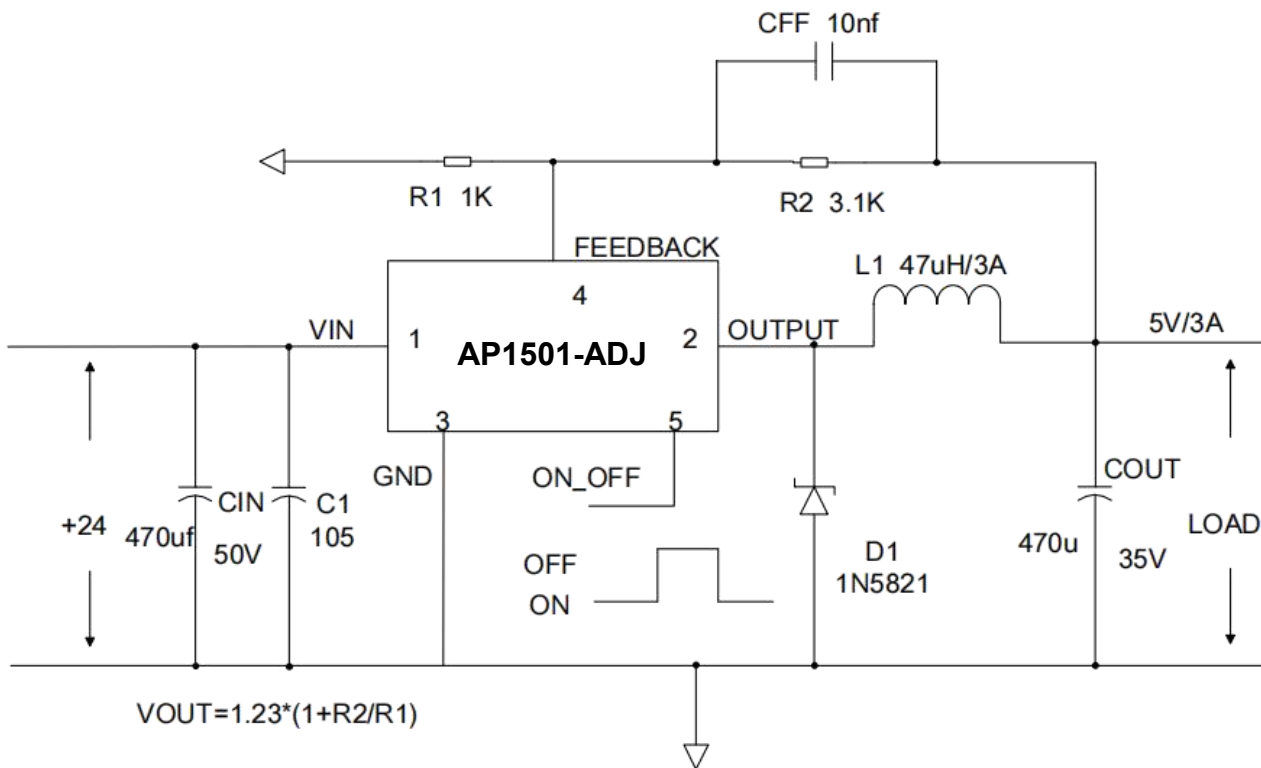 CFF 10nf
R1 1K
R2 3.1K
FEEDBACK
L1 47uH/3A
4
VIN
1
AP1501-ADJ
2
OUTPUT
5V/3A
3
5
GND
ON_OFF
COUT
+24
470uf
CIN
50V
C1
105
D1
1N5821
470u
35V
LOAD
OFF
ON
VOUT=1.23*(1+R2/R1)